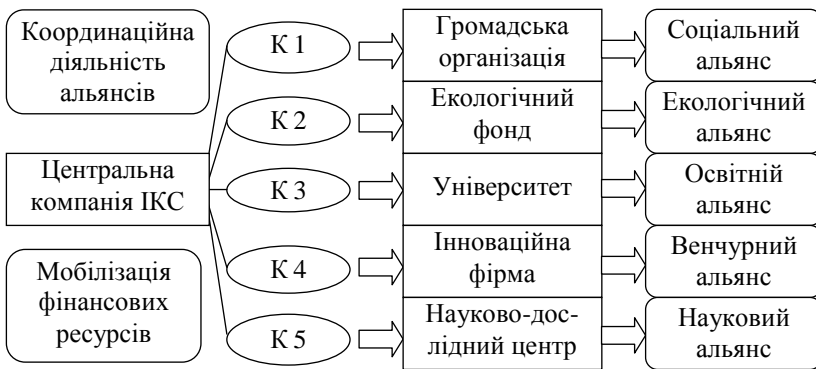 Координаційна
діяльність
альянсів
Центральна
компанія ІКС
Мобілізація
фінансових
ресурсів
К 1
К 2
К 3
К 4
К 5
Громадська
організація
Екологічний
фонд
Університет
Інноваційна
фірма
Науково-дос-
лідний центр
Соціальний
альянс
Екологічний
альянс
Освітній
альянс
Венчурний
альянс
Науковий
альянс